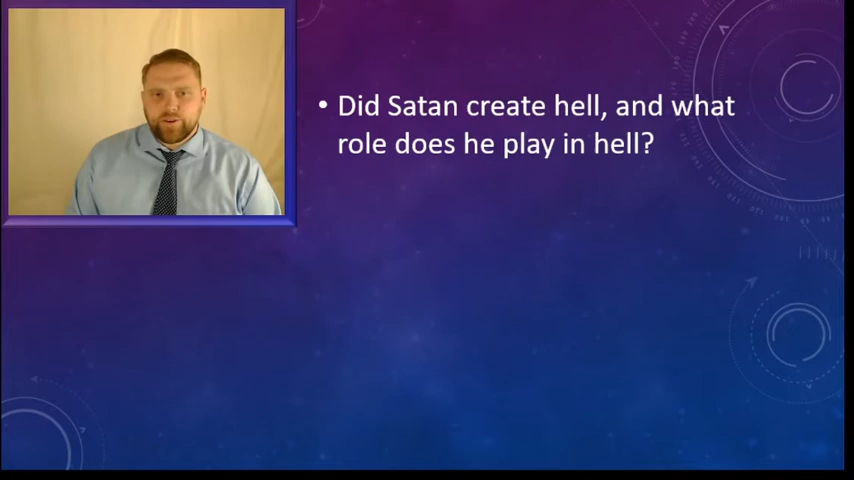 • Did Satan create hell, and what
role does he play in hell?